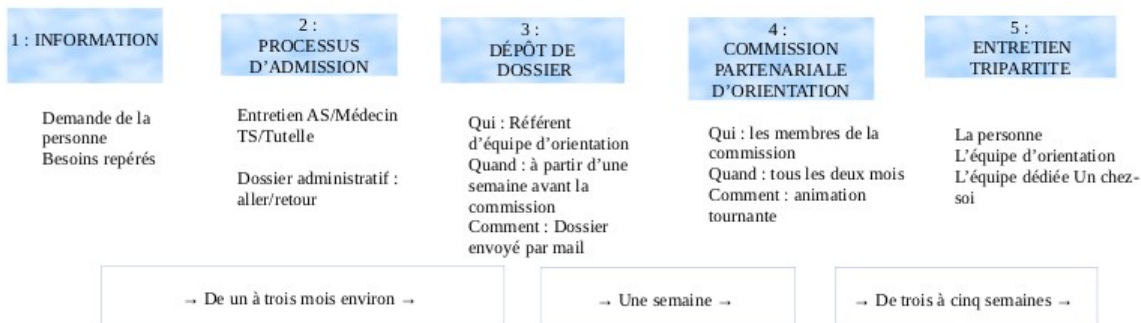 1 : INFORMATION
Demande de la
personne
Besoins repérés
2 :
PROCESSUS
D’ADMISSION
Entretien AS/Médecin
TS/Tutelle
Dossier administratif :
aller/retour
3 :
DÉPÔT DE
DOSSIER
Qui : Référent
d’équipe d’orientation
Quand : à partir d’une
semaine avant la
commission
Comment : Dossier
envoyé par mail
4 :
COMMISSION
PARTENARIALE
D’ORIENTATION
Qui : les membres de la
commission
Quand : tous les deux mois
Comment : animation
tournante
5 :
ENTRETIEN
TRIPARTITE
La personne
L’équipe d’orientation
L’équipe dédiée Un chez-
soi
→ De un à trois mois environ →
→ Une semaine →
→ De trois à cinq semaines →